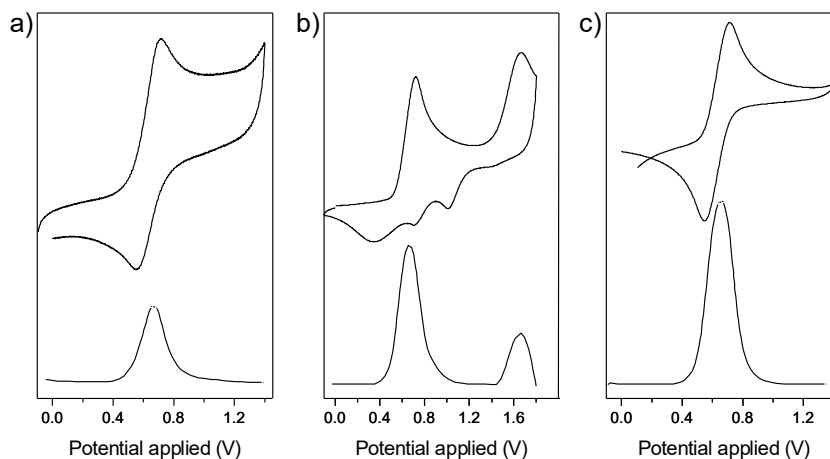 a) b) c)
0.0 0.4 0.8 1.2 0.0 0.4 0.8 1.2 1.6 0.0 0.4 0.8 1.2
Potential applied (V) Potential applied (V) Potential applied (V)